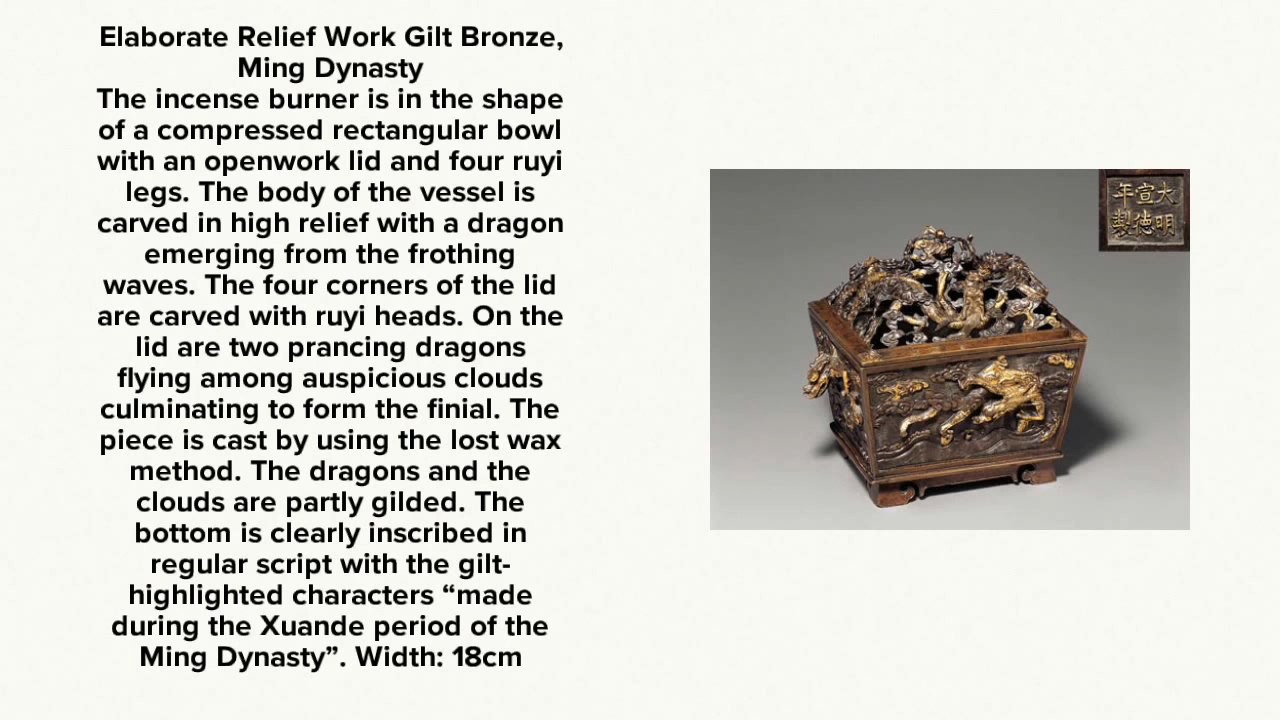 Elaborate Relief Work Gilt Bronze,
Ming Dynasty
The incense burner is in the shape
of a compressed rectangular bowl
with an openwork lid and four ruyi
legs. The body of the vessel is
carved in high relief with a dragon
emerging from the frothing
waves. The four corners of the lid
are carved with ruyi heads. On the
lid are two prancing dragons
flying among auspicious clouds
culminating to form the finial. The
piece is cast by using the lost wax
method. The dragons and the
clouds are partly gilded. The
bottom is clearly inscribed in
regular script with the gilt-
highlighted characters “made
during the Xuande period of the
Ming Dynasty”. Width: 18cm
大明
宣德
年製